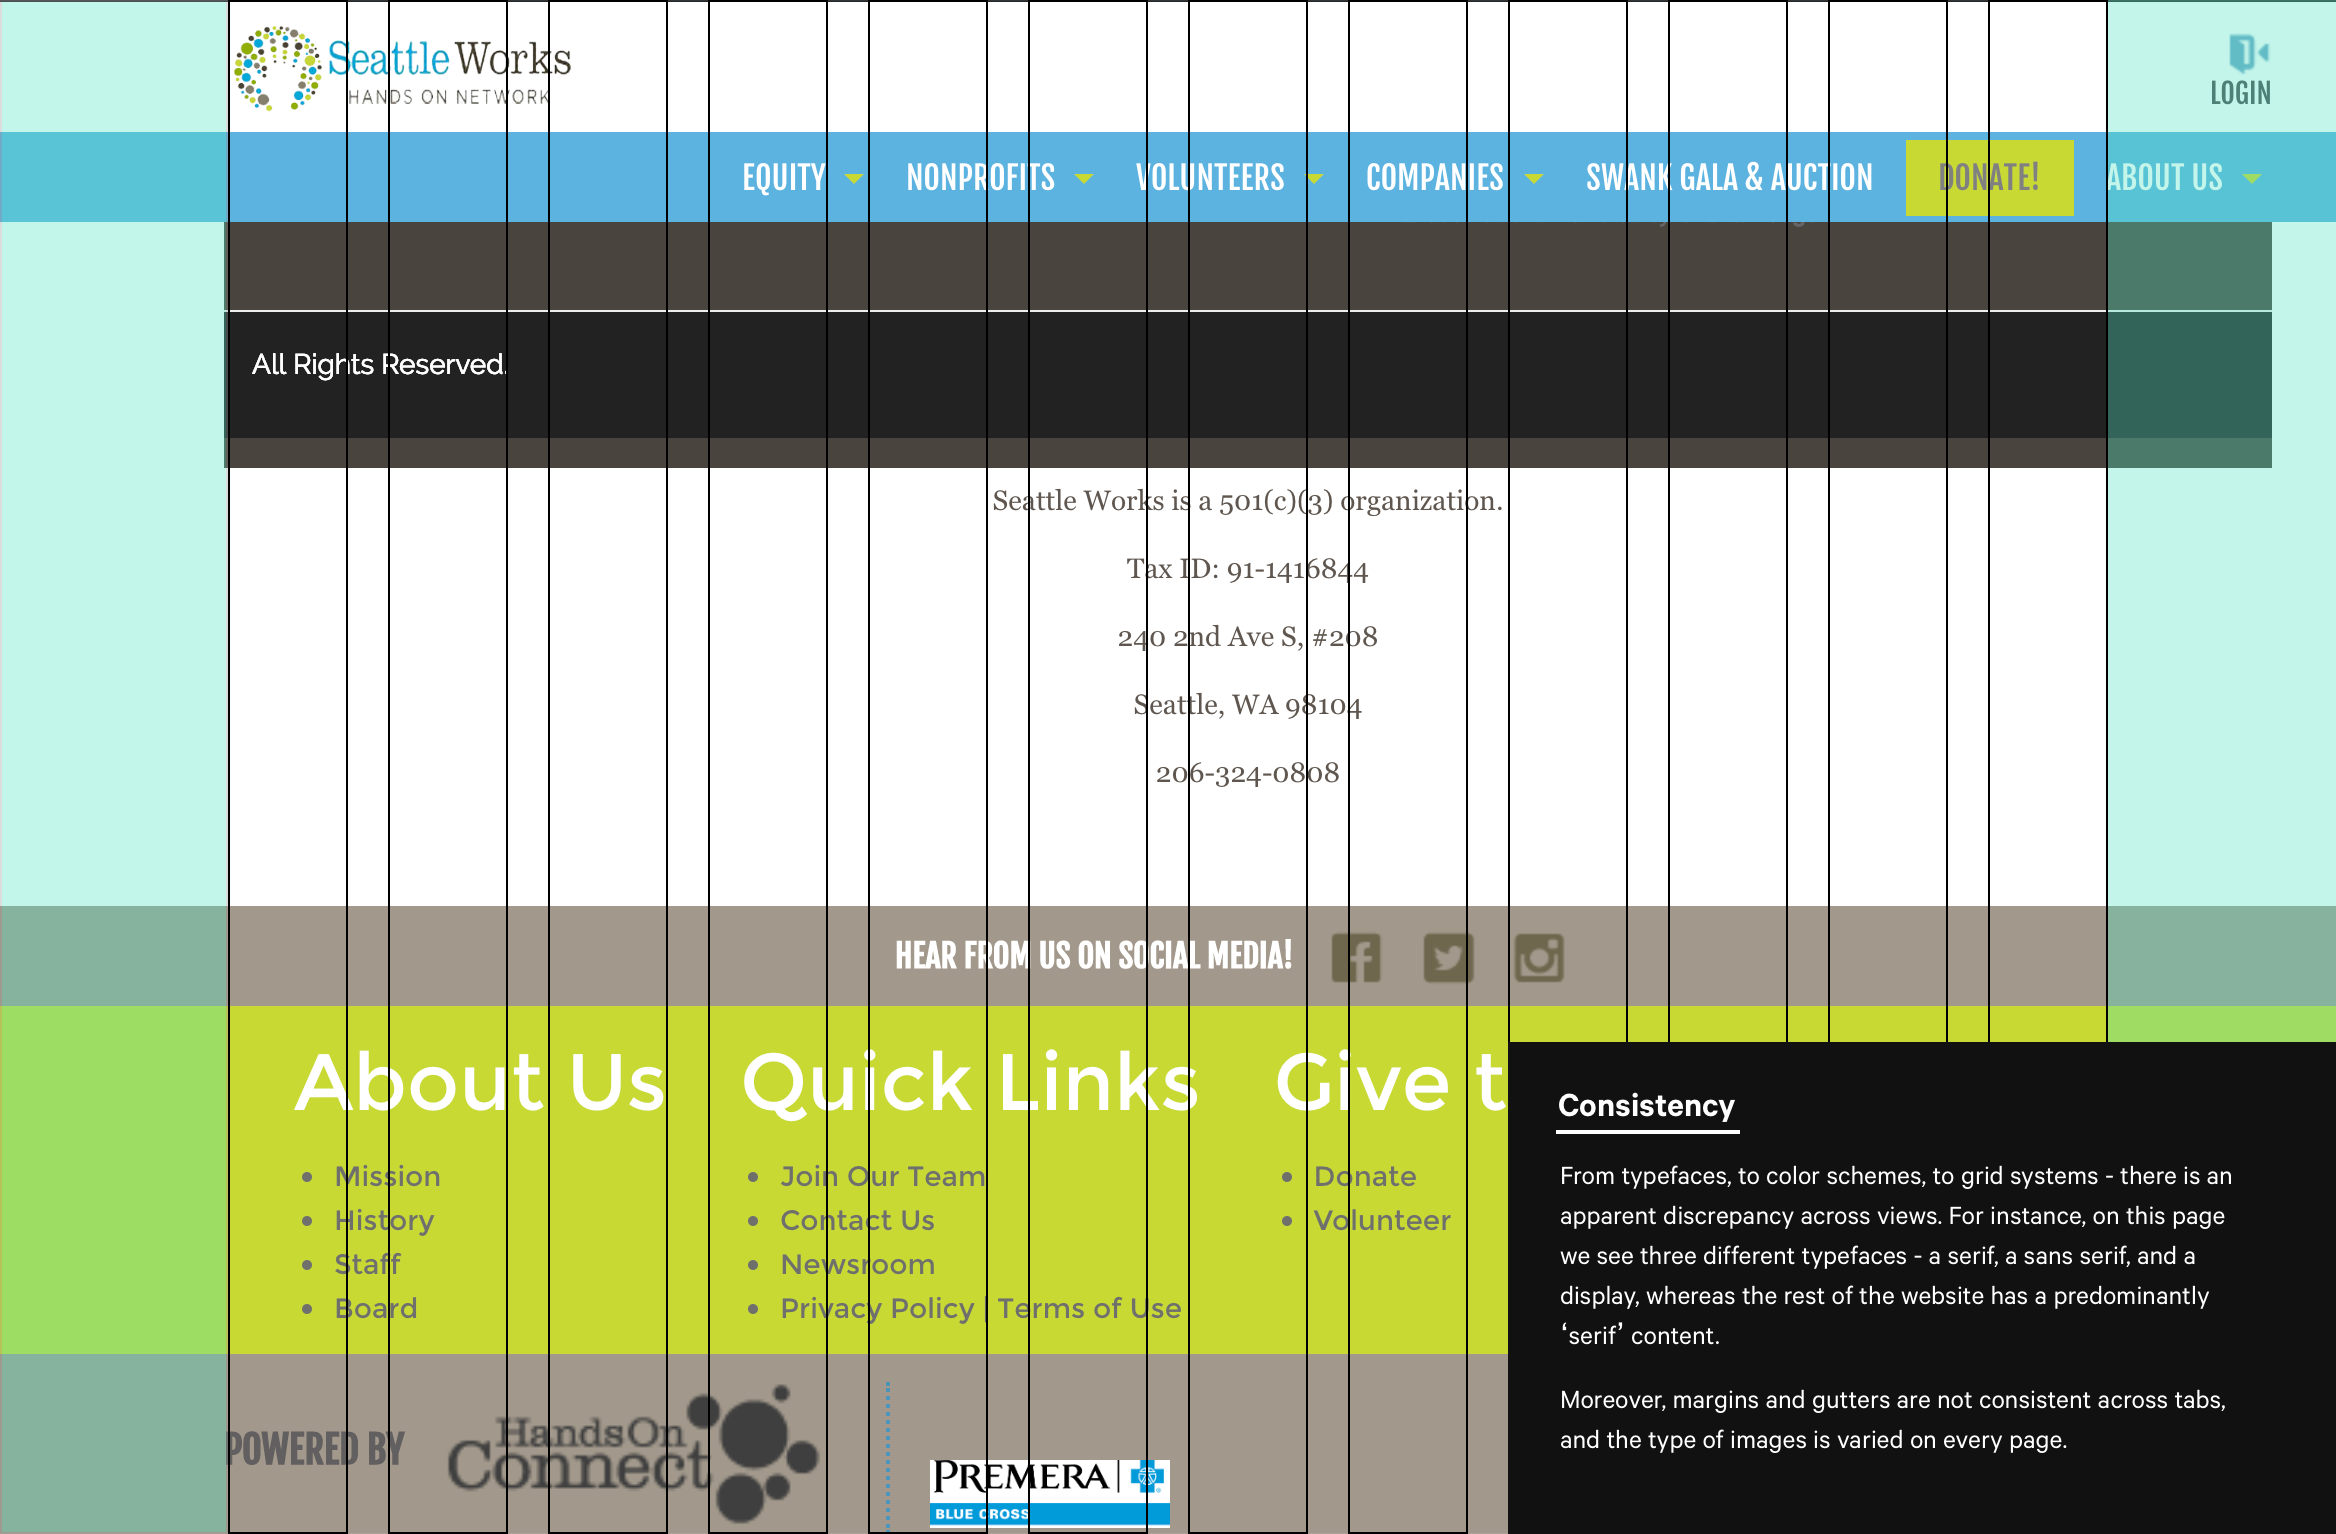 Seattle Works
HANDS ON NETWORK
LOGIN
EQUITY NONPROFITS VOLUNTEERS COMPANIES SWANK GALA & AUCTION DONATE! ABOUT US
All Rights Reserved.
Seattle Works is a 501(c)(3) organization.
Tax ID: 91-1416844
240 2nd Ave S, #208
Seattle, WA 98104
206-324-0808
HEAR FROM US ON SOCIAL MEDIA!
About Us
• Mission
• History
• Staff
• Board
Quick Links
• Join Our Team
• Contact Us
• Newsroom
• Privacy Policy | Terms of Use
Give t
• Donate
• Volunteer
POWERED BY
HandsOn
Connect
PREMERA
BLUE CROSS
Consistency
From typefaces, to color schemes, to grid systems - there is an
apparent discrepancy across views. For instance, on this page
we see three different typefaces - a serif, a sans serif, and a
display, whereas the rest of the website has a predominantly
‘serif’ content.
Moreover, margins and gutters are not consistent across tabs,
and the type of images is varied on every page.